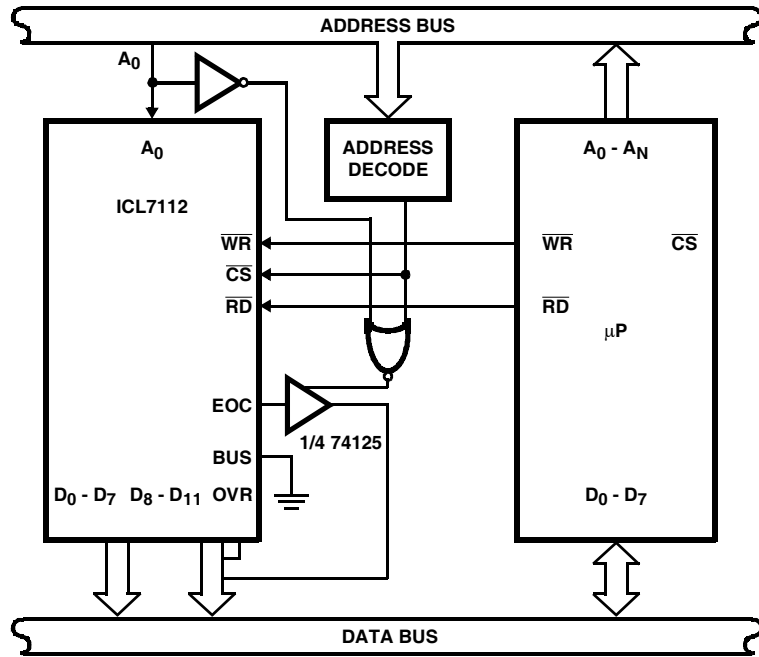 ADDRESS BUS
A0
A0
ICL7112
ADDRESS
DECODE
A0 - AN
WR
CS
RD
WR
CS
RD
μP
EOC
1/4 74125
BUS
D0 - D7
D8 - D11
OVR
D0 - D7
DATA BUS